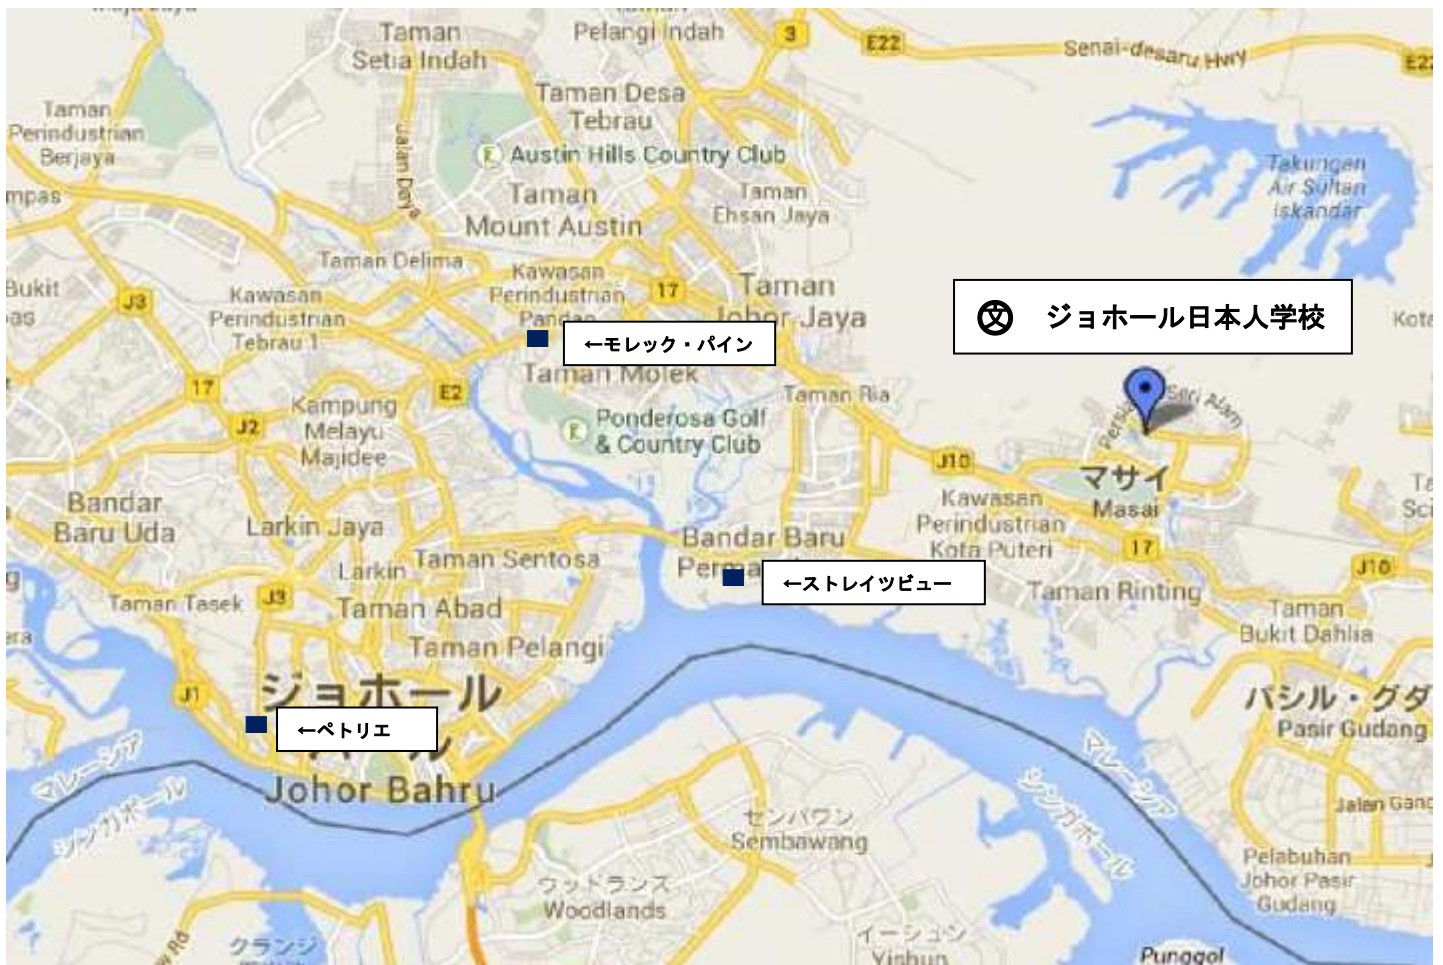 Taman
Setia Indah
Taman
Pelangi Indah
3
E22
Senai-desaru Hwy
E22
Taman
Perindustrian
Berjaya
Taman Desa
Tebrau
Jalan Daya
Austin Hills Country Club
Taman
Mount Austin
Taman
Ehsan Jaya
Takungan
Air Sultan
Iskandar
mpas
Taman Delima
Bukit
J3
Kawasan
Perindustrian
Tebrau 1
Kawasan
Perindustrian
Pandan
17
Taman
Johor Jaya
㊫ ジョホール日本人学校
Kota
←モレック・パイン
Taman Molek
17
E2
Taman Ria
Seri Alam
J2
Kampung
Melayu
Majidee
Ponderosa Golf
& Country Club
J10
マサイ
Masai
Bandar
Baru Uda
Larkin Jaya
Kawasan
Perindustrian
Kota Puteri
Bandar Baru
17
J10
Larkin
Taman Sentosa
←ストレイツビュー
Taman Rinting
Taman Tasek
J3
Taman Abad
Taman
Bukit Dahlia
Taman Pelangi
J1
ジョホール
←ペトリエ
Johor Bahru
パシル・グダ
Pasir Gudang
マレーシア
シンガポール
マレーシア
シンガポール
センバワン
Sembawang
Jalan Gang
Pelabuhan
Johor Pasir
Gudang
ウッドランズ
Woodlands
クランジ
イーシュン
Yishun
Punggol